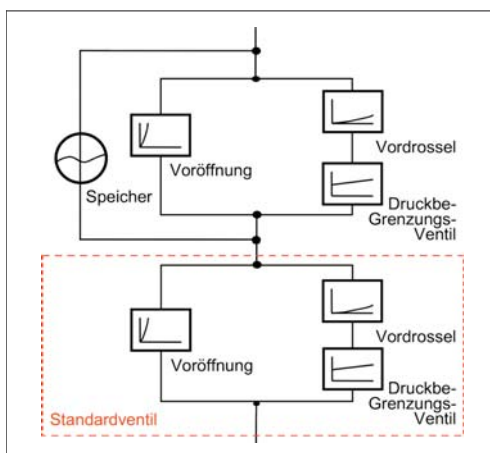 Voröffnung
Vordrossel
Speicher
Druckbe-
Grenzungs-
Ventil
Voröffnung
Vordrossel
Druckbe-
Grenzungs-
Ventil
Standardventil